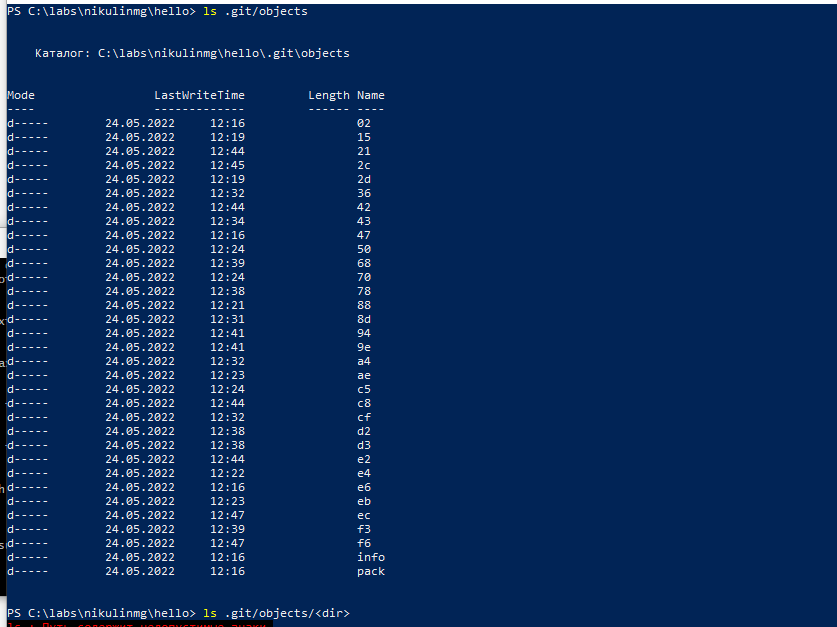 PS C:\labs\nikulinmg\hello> ls .git/objects
Каталог: C:\labs\nikulinmg\hello\.git\objects
Mode LastWriteTime Length Name
---- ------------- ------ ----
d----- 24.05.2022 12:16 02
d----- 24.05.2022 12:19 15
d----- 24.05.2022 12:44 21
d----- 24.05.2022 12:45 2c
d----- 24.05.2022 12:19 2d
d----- 24.05.2022 12:32 36
d----- 24.05.2022 12:44 42
d----- 24.05.2022 12:34 43
d----- 24.05.2022 12:16 47
d----- 24.05.2022 12:24 50
d----- 24.05.2022 12:39 68
d----- 24.05.2022 12:24 70
d----- 24.05.2022 12:38 78
d----- 24.05.2022 12:21 88
d----- 24.05.2022 12:31 8d
d----- 24.05.2022 12:41 94
d----- 24.05.2022 12:41 9e
d----- 24.05.2022 12:32 a4
d----- 24.05.2022 12:23 ae
d----- 24.05.2022 12:24 c5
d----- 24.05.2022 12:44 c8
d----- 24.05.2022 12:32 cf
d----- 24.05.2022 12:38 d2
d----- 24.05.2022 12:38 d3
d----- 24.05.2022 12:44 e2
d----- 24.05.2022 12:22 e4
d----- 24.05.2022 12:16 e6
d----- 24.05.2022 12:23 eb
d----- 24.05.2022 12:47 ec
d----- 24.05.2022 12:39 f3
d----- 24.05.2022 12:47 f6
d----- 24.05.2022 12:16 info
d----- 24.05.2022 12:16 pack
PS C:\labs\nikulinmg\hello> ls .git/objects/<dir>
ls : Путь содержит недопустимые знаки.